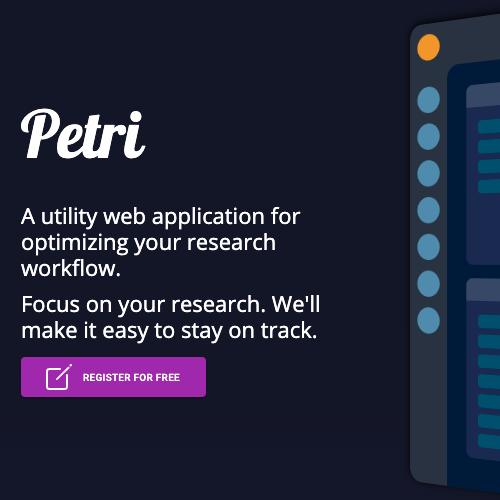 Petri
A utility web application for
optimizing your research
workflow.
Focus on your research. We'll
make it easy to stay on track.
REGISTER FOR FREE